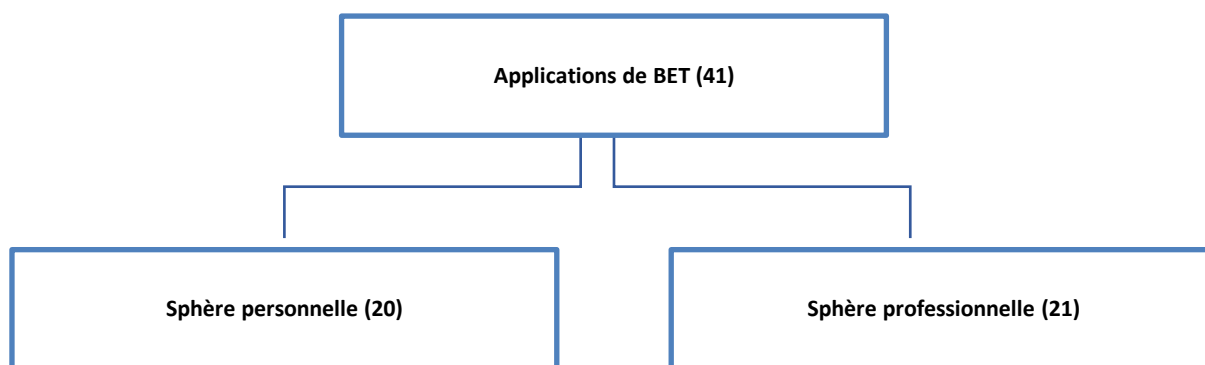 Applications de BET (41)
Sphère personnelle (20)
Sphère professionnelle (21)